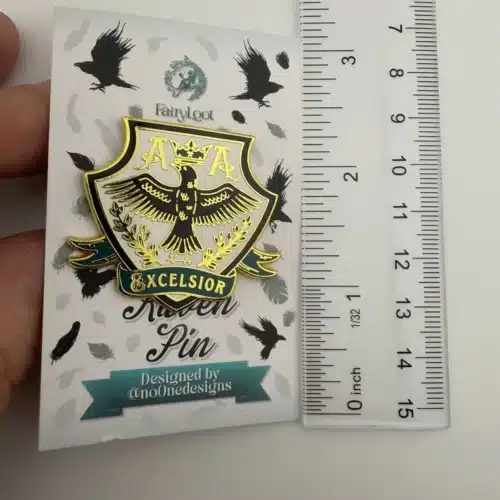 FairyLoot
A A
EXCELSIOR
Raven
Pin
Designed by
@no0nedesigns
3
2
1
1/32
0 inch
7
8
9
10
11
12
13
14
15